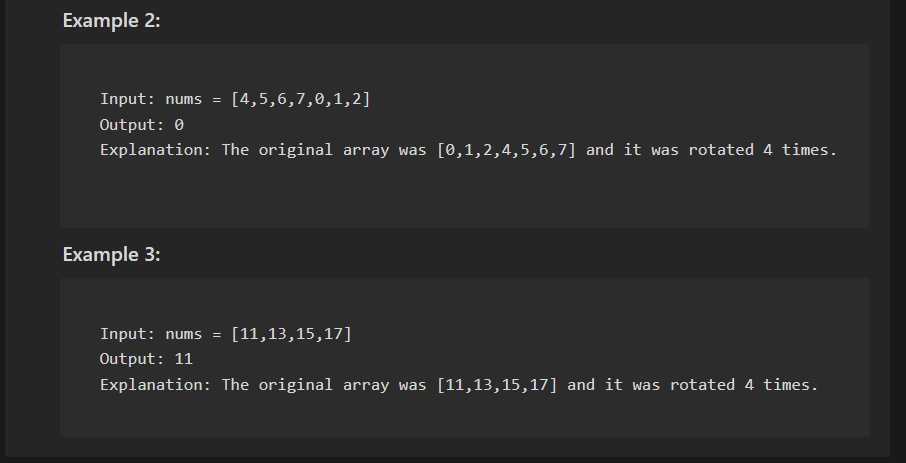 Example 2:
Input: nums = [4,5,6,7,0,1,2]
Output: 0
Explanation: The original array was [0,1,2,4,5,6,7] and it was rotated 4 times.
Example 3:
Input: nums = [11,13,15,17]
Output: 11
Explanation: The original array was [11,13,15,17] and it was rotated 4 times.